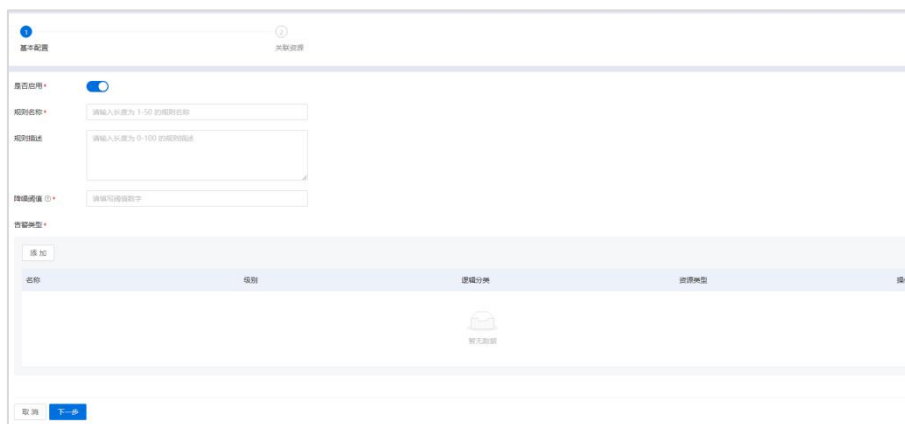 1
2
基本配置
关联资源
是否启用*
规则名称*
请输入长度为 1-50 的规则名称
规则描述
请输入长度为 0-100 的规则描述
降噪阈值 *
请填写阈值数字
告警类型*
添 加
名称 级别 逻辑分类 资源类型
暂无数据
取 消
下一步